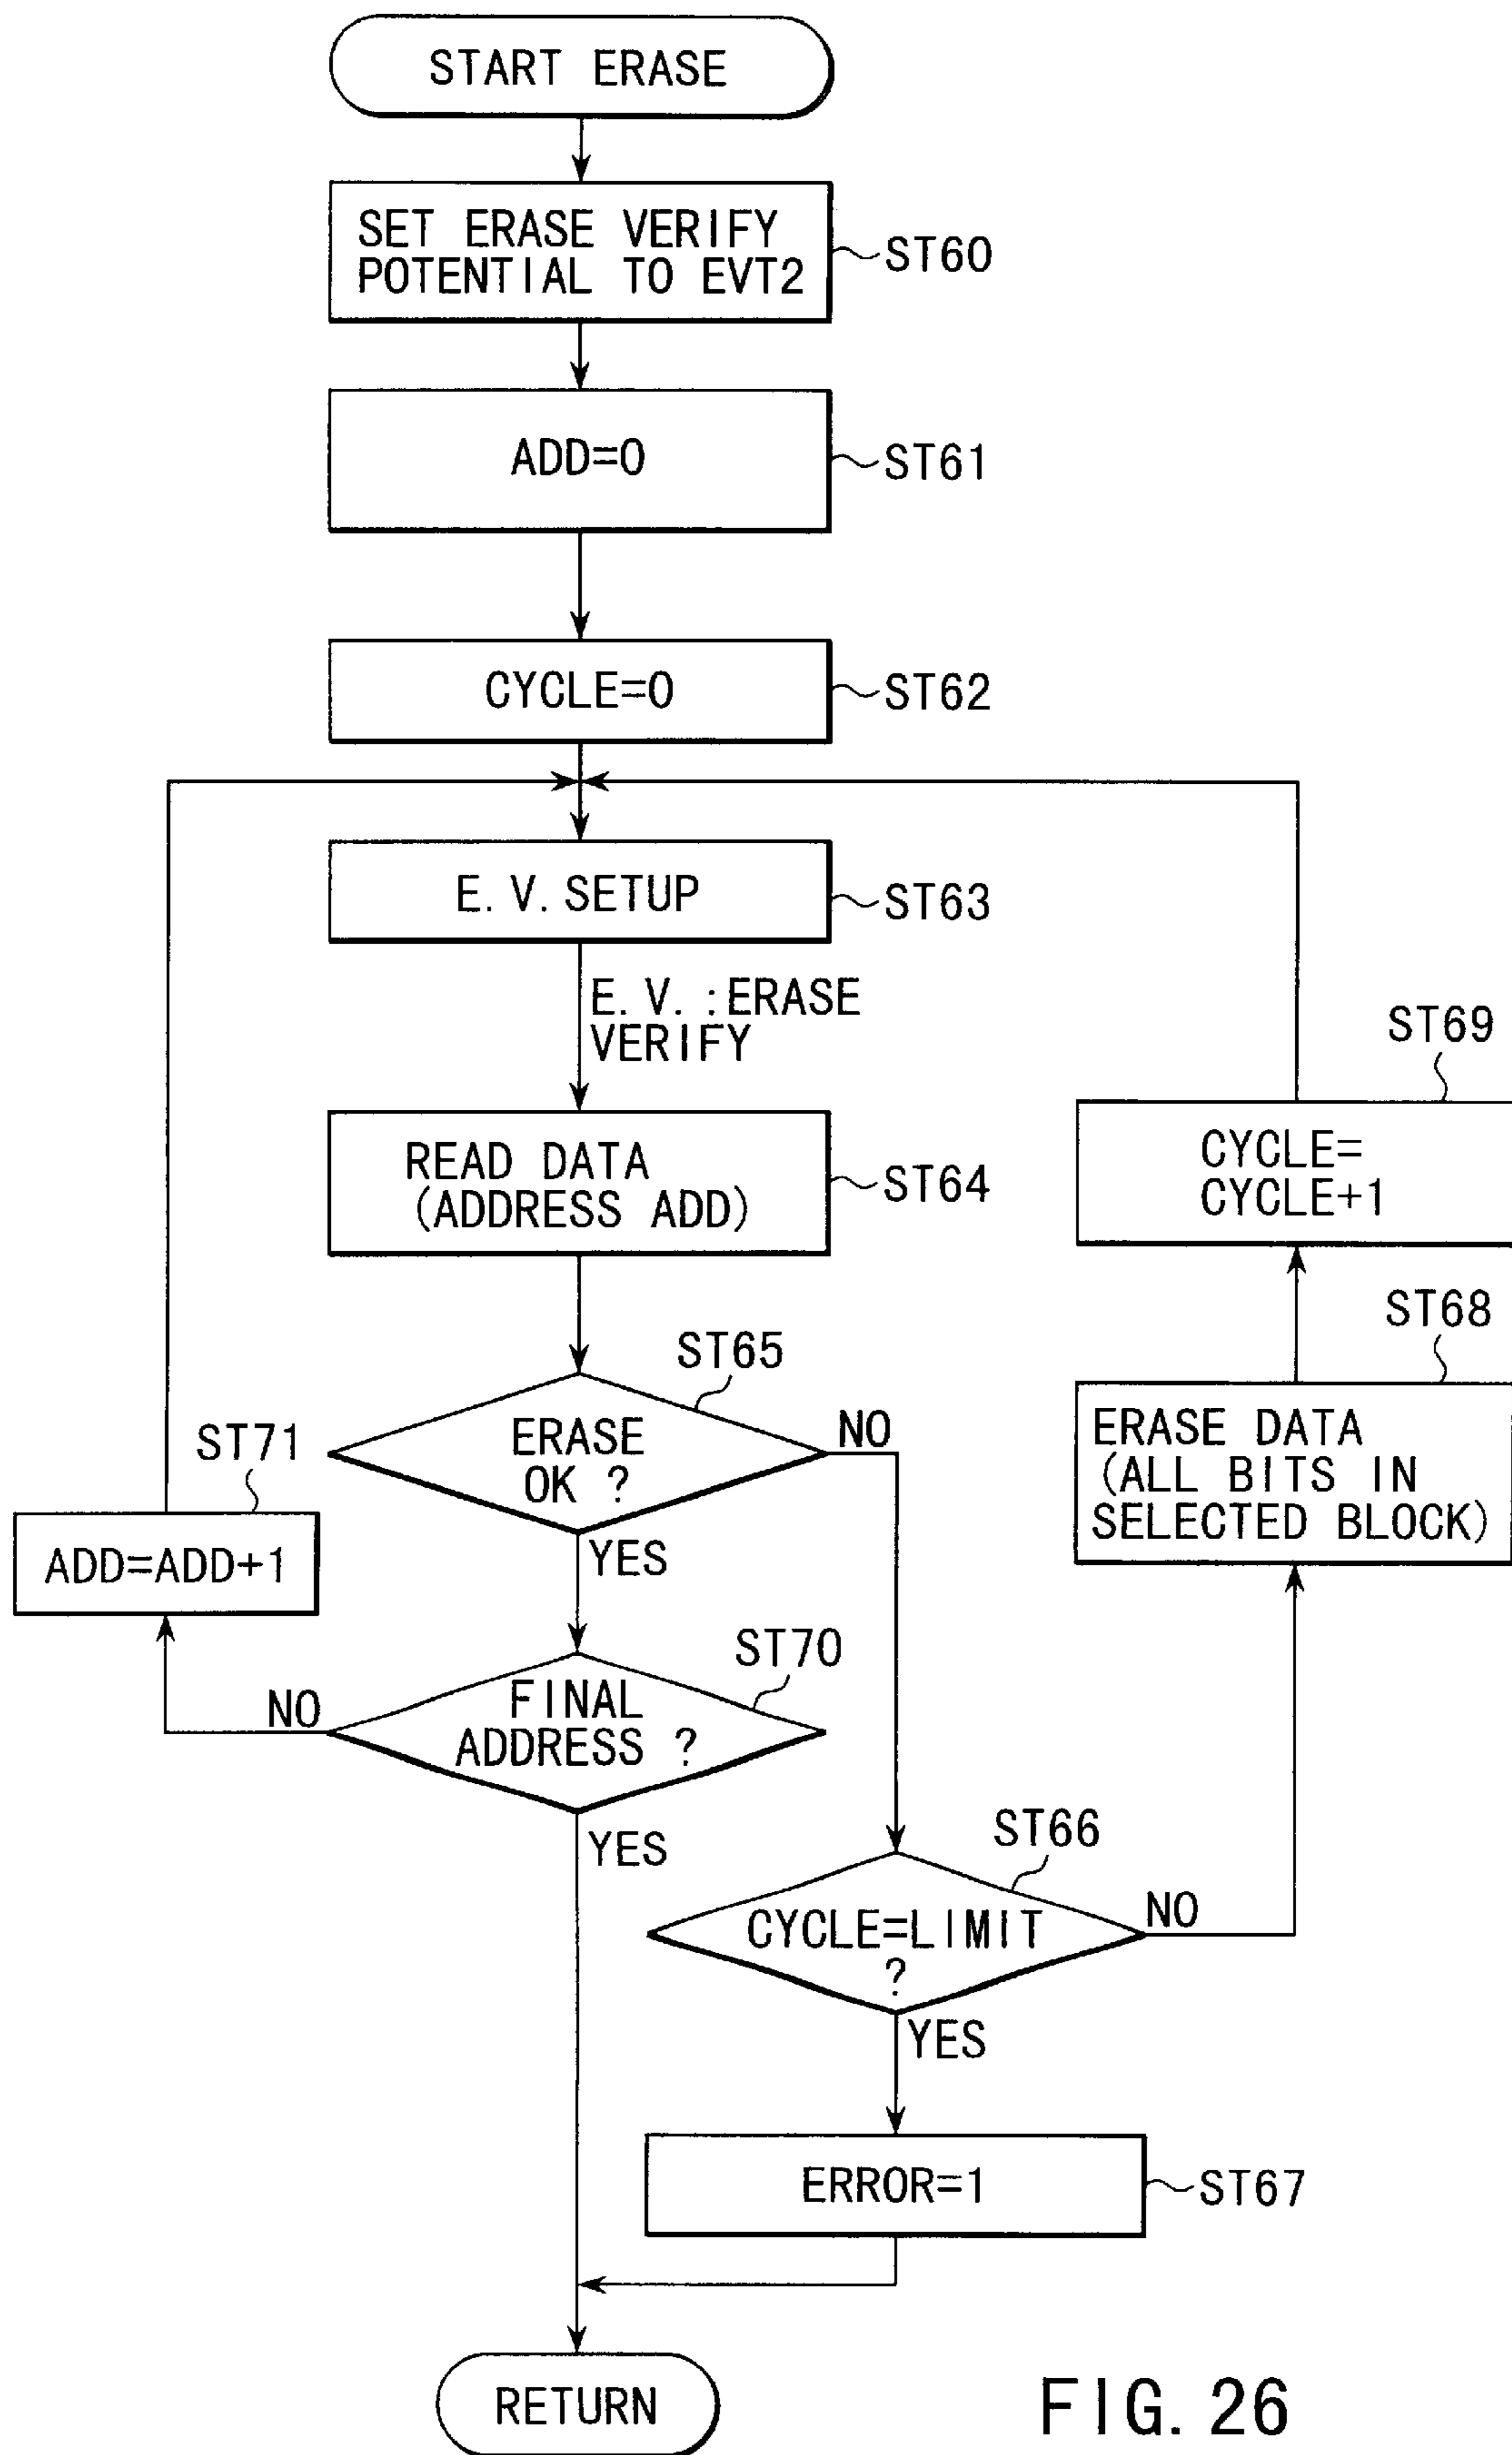 START ERASE
SET ERASE VERIFY
POTENTIAL TO EVT2
ST60
ADD=0
ST61
CYCLE=0
ST62
E. V. SETUP
ST63
E. V. :ERASE
VERIFY
READ DATA
(ADDRESS ADD)
ST64
ST69
CYCLE=
CYCLE+1
ST68
ERASE DATA
(ALL BITS IN
SELECTED BLOCK)
ST65
ERASE
OK ?
NO
YES
ST71
ADD=ADD+1
ST70
FINAL
ADDRESS ?
NO
YES
ST66
CYCLE=LIMIT
?
NO
YES
ERROR=1
ST67
RETURN
FIG. 26